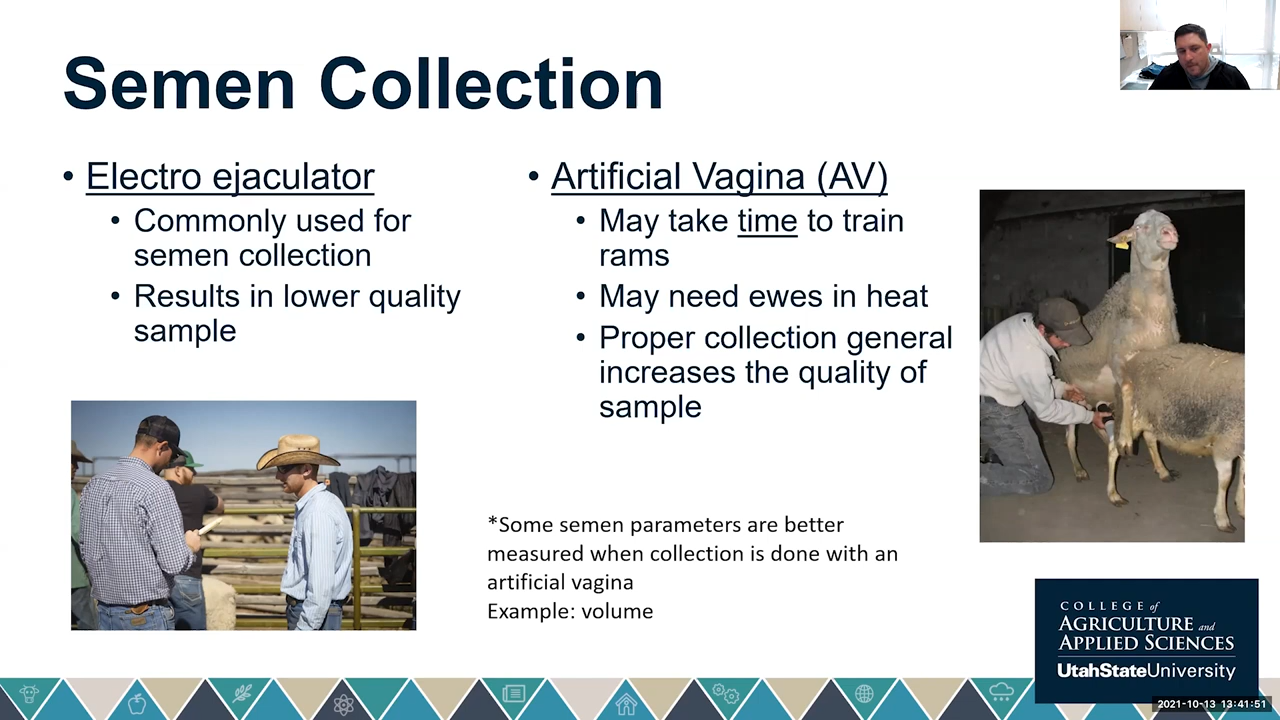 Semen Collection
• Electro ejaculator
• Commonly used for
semen collection
• Results in lower quality
sample
• Artificial Vagina (AV)
• May take time to train
rams
• May need ewes in heat
• Proper collection general
increases the quality of
sample
*Some semen parameters are better
measured when collection is done with an
artificial vagina
Example: volume
COLLEGE of
AGRICULTURE and
APPLIED SCIENCES
UtahStateUniversity
2021-10-13 13:41:51